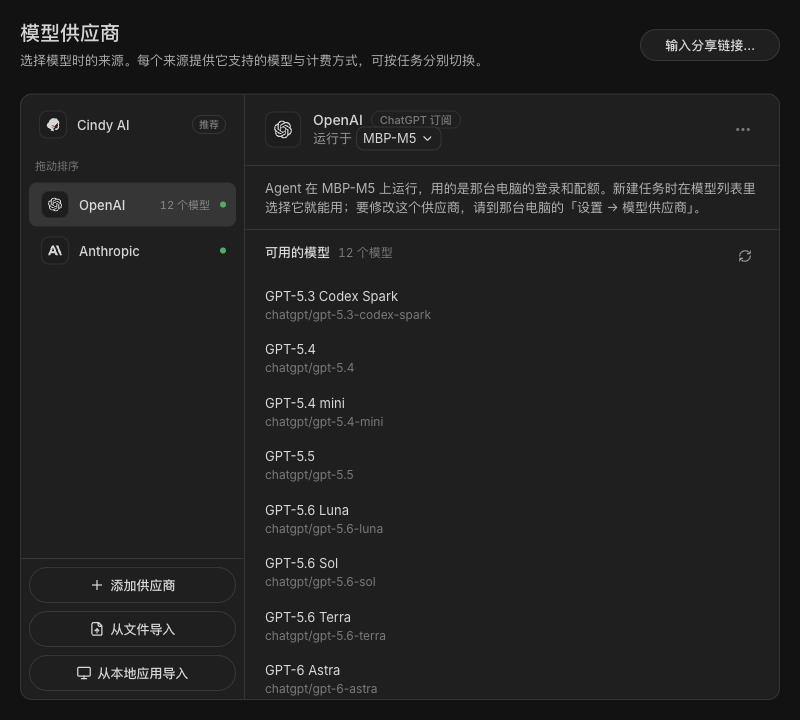 模型供应商
选择模型时的来源。每个来源提供它支持的模型与计费方式，可按任务分别切换。
输入分享链接...
Cindy AI
推荐
拖动排序
OpenAI
12 个模型
Anthropic
添加供应商
从文件导入
从本地应用导入
OpenAI
ChatGPT 订阅
运行于 MBP-M5
Agent 在 MBP-M5 上运行，用的是那台电脑的登录和配额。新建任务时在模型列表里
选择它就能用；要修改这个供应商，请到那台电脑的「设置 → 模型供应商」。
可用的模型 12 个模型
GPT-5.3 Codex Spark
chatgpt/gpt-5.3-codex-spark
GPT-5.4
chatgpt/gpt-5.4
GPT-5.4 mini
chatgpt/gpt-5.4-mini
GPT-5.5
chatgpt/gpt-5.5
GPT-5.6 Luna
chatgpt/gpt-5.6-luna
GPT-5.6 Sol
chatgpt/gpt-5.6-sol
GPT-5.6 Terra
chatgpt/gpt-5.6-terra
GPT-6 Astra
chatgpt/gpt-6-astra